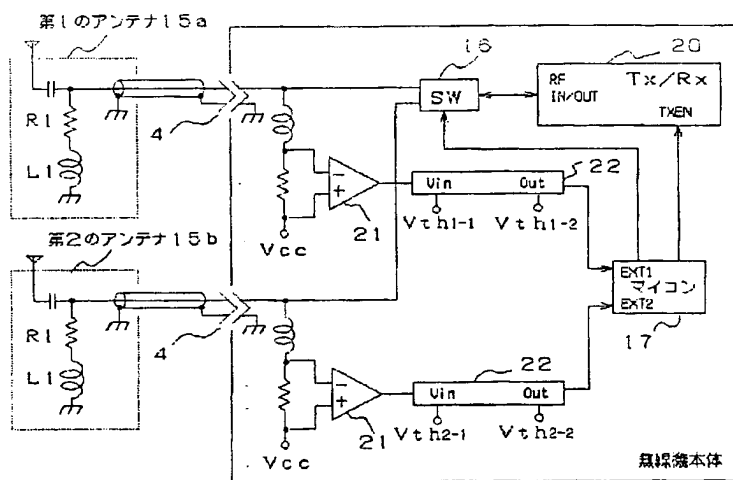 第1のアンテナ15a
R1
L1
4
16
SW
20
RF
IN/OUT
Tx/Rx
TXEN
21
Vcc
22
Vin
Out
Vth1-1
Vth1-2
第2のアンテナ15b
R1
L1
4
EXT1
マイコン
EXT2
17
21
Vcc
22
Vin
Out
Vth2-1
Vth2-2
無線機本体